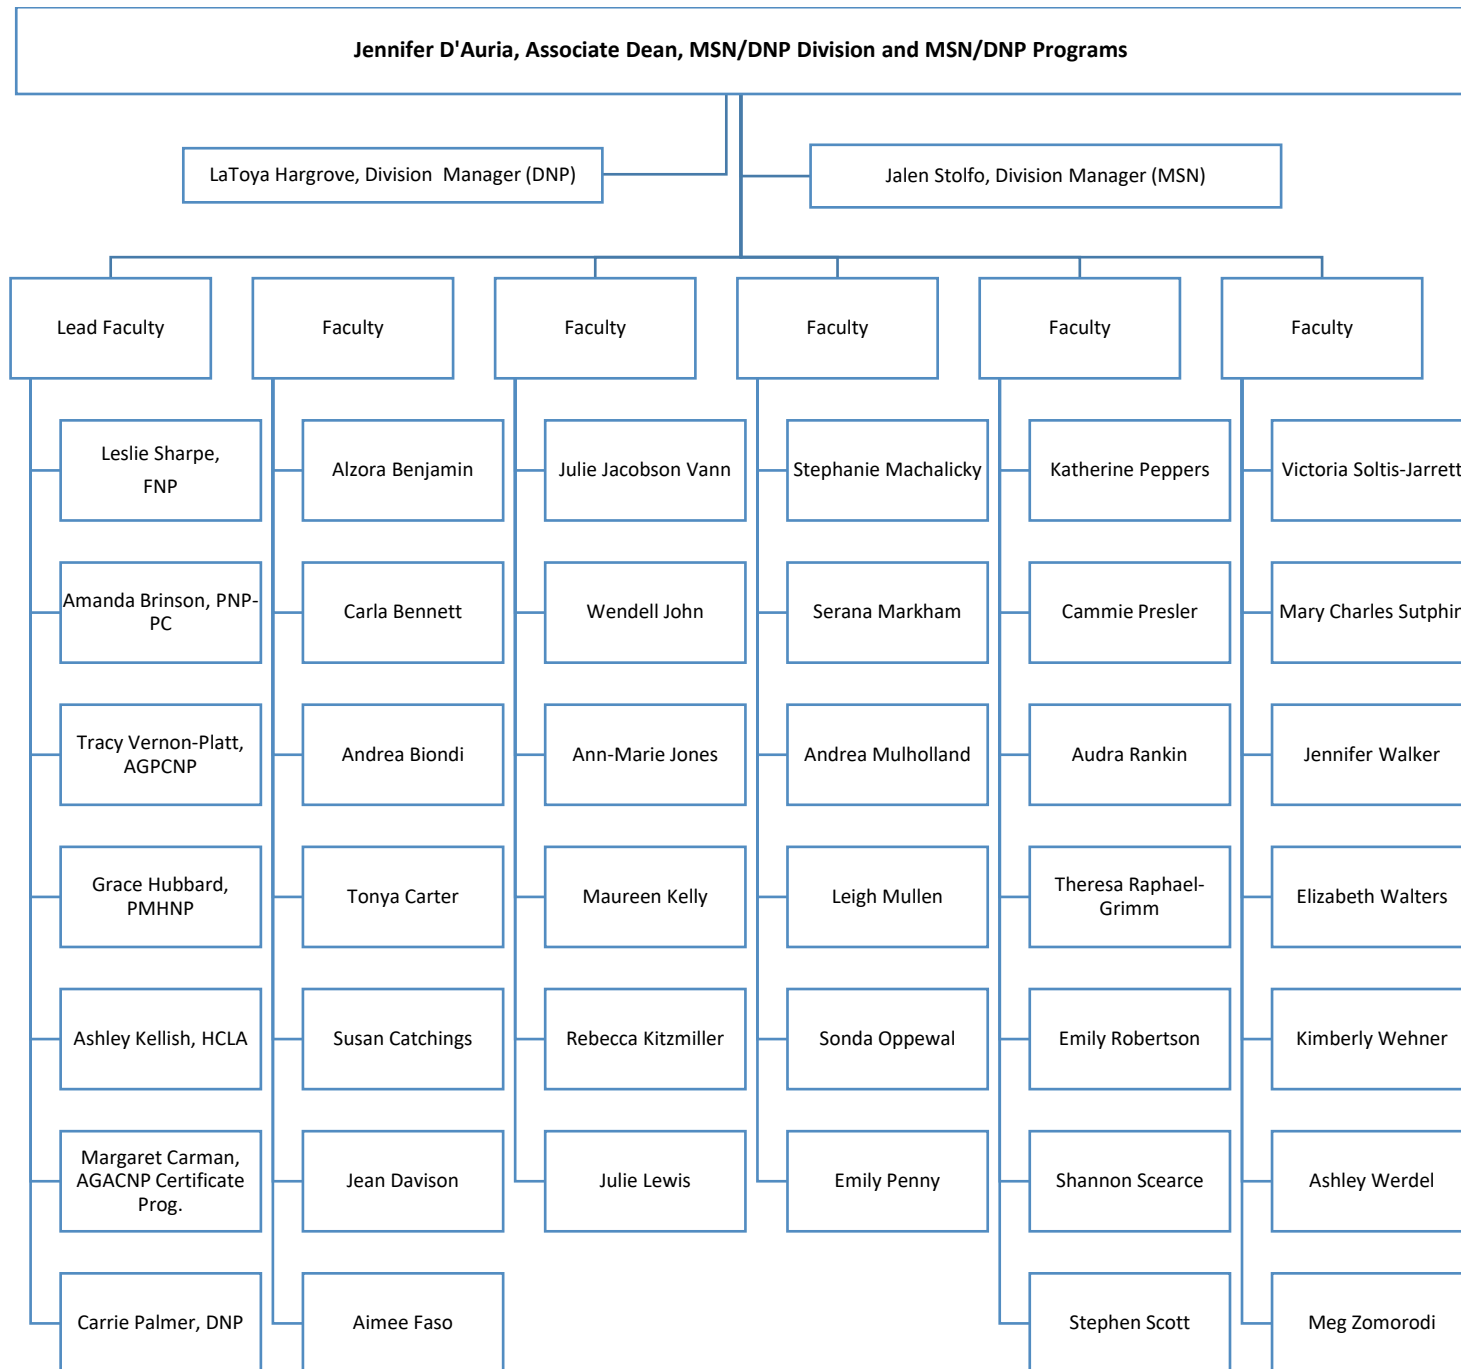 Jennifer D'Auria, Associate Dean, MSN/DNP Division and MSN/DNP Programs
LaToya Hargrove, Division Manager (DNP)
Jalen Stolfo, Division Manager (MSN)
Lead Faculty
Faculty
Faculty
Faculty
Faculty
Faculty
Leslie Sharpe,
FNP
Amanda Brinson, PNP-
PC
Tracy Vernon-Platt,
AGPCNP
Grace Hubbard,
PMHNP
Ashley Kellish, HCLA
Margaret Carman,
AGACNP Certificate
Prog.
Carrie Palmer, DNP
Alzora Benjamin
Carla Bennett
Andrea Biondi
Tonya Carter
Susan Catchings
Jean Davison
Aimee Faso
Julie Jacobson Vann
Wendell John
Ann-Marie Jones
Maureen Kelly
Rebecca Kitzmiller
Julie Lewis
Stephanie Machalicky
Serana Markham
Andrea Mulholland
Leigh Mullen
Sonda Oppewal
Emily Penny
Katherine Peppers
Cammie Presler
Audra Rankin
Theresa Raphael-
Grimm
Emily Robertson
Shannon Scearce
Stephen Scott
Victoria Soltis-Jarrett
Mary Charles Sutphin
Jennifer Walker
Elizabeth Walters
Kimberly Wehner
Ashley Werdel
Meg Zomorodi